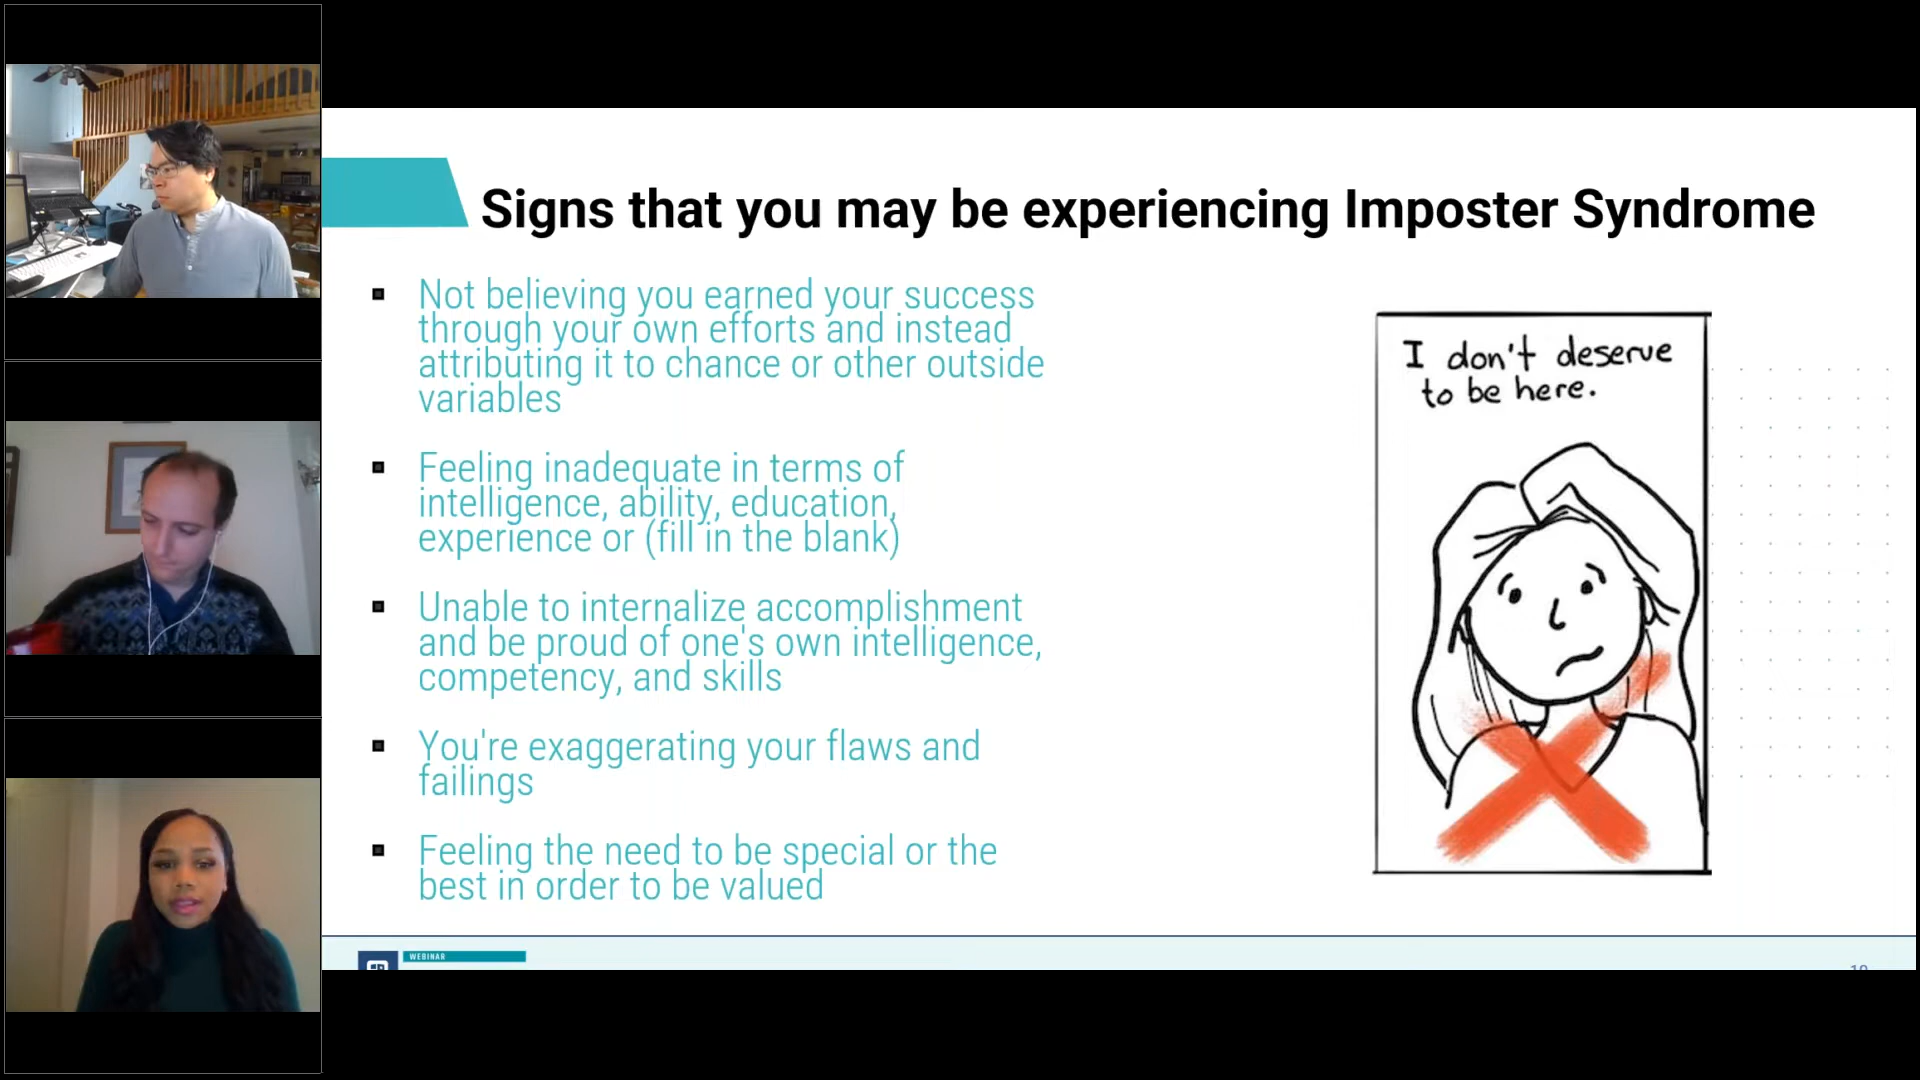 Signs that you may be experiencing Imposter Syndrome
Not believing you earned your success
through your own efforts and instead
attributing it to chance or other outside
variables
Feeling inadequate in terms of
intelligence, ability, education,
experience or (fill in the blank)
Unable to internalize accomplishment
and be proud of one's own intelligence,
competency, and skills
You're exaggerating your flaws and
failings
Feeling the need to be special or the
best in order to be valued
I don't deserve
to be here.
WEBINAR